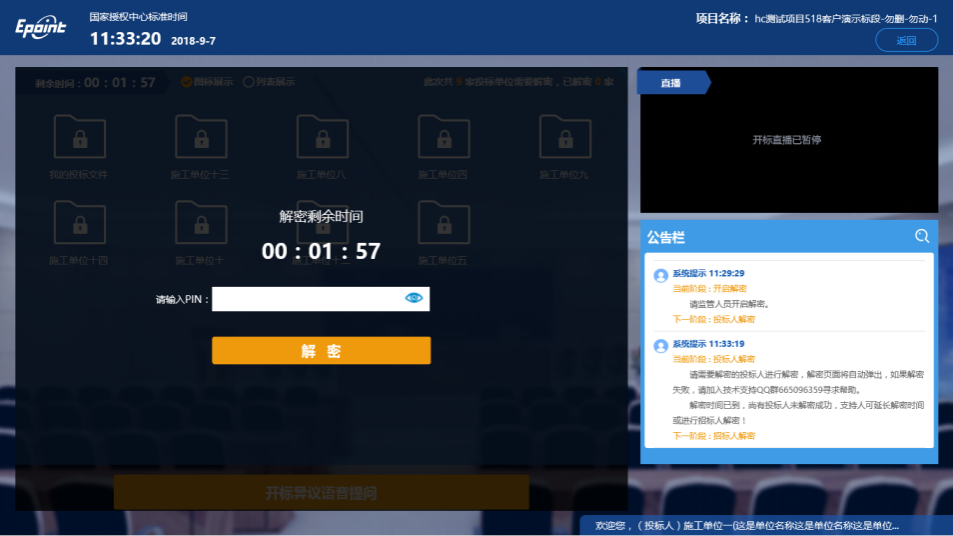 Epoint
国家授权中心标准时间
11:33:20 2018-9-7
项目名称： hc测试项目518客户演示标段-勿删-勿动-1
返回
剩余时间：00：01：57
图标展示 列表展示
此次共 9 家投标单位需要解密，已解密 0 家
我的投标文件 施工单位十三 施工单位八 施工单位四 施工单位九
施工单位十四 施工单位十 施工单位十二 施工单位五
解密剩余时间
00：01：57
请输入PIN：
解 密
开标异议语音提问
直播
开标直播已暂停
公告栏
系统提示 11:29:29
当前阶段：开启解密
请监管人员开启解密。
下一阶段：投标人解密
系统提示 11:33:19
当前阶段：投标人解密
请需要解密的投标人进行解密，解密页面将自动弹出，如果解密
失败，请加入技术支持QQ群665096359寻求帮助。
解密时间已到，尚有投标人未解密成功，支持人可延长解密时间
或进行招标人解密！
下一阶段：招标人解密
欢迎您，（投标人）施工单位一(这是单位名称这是单位名称这是单位...